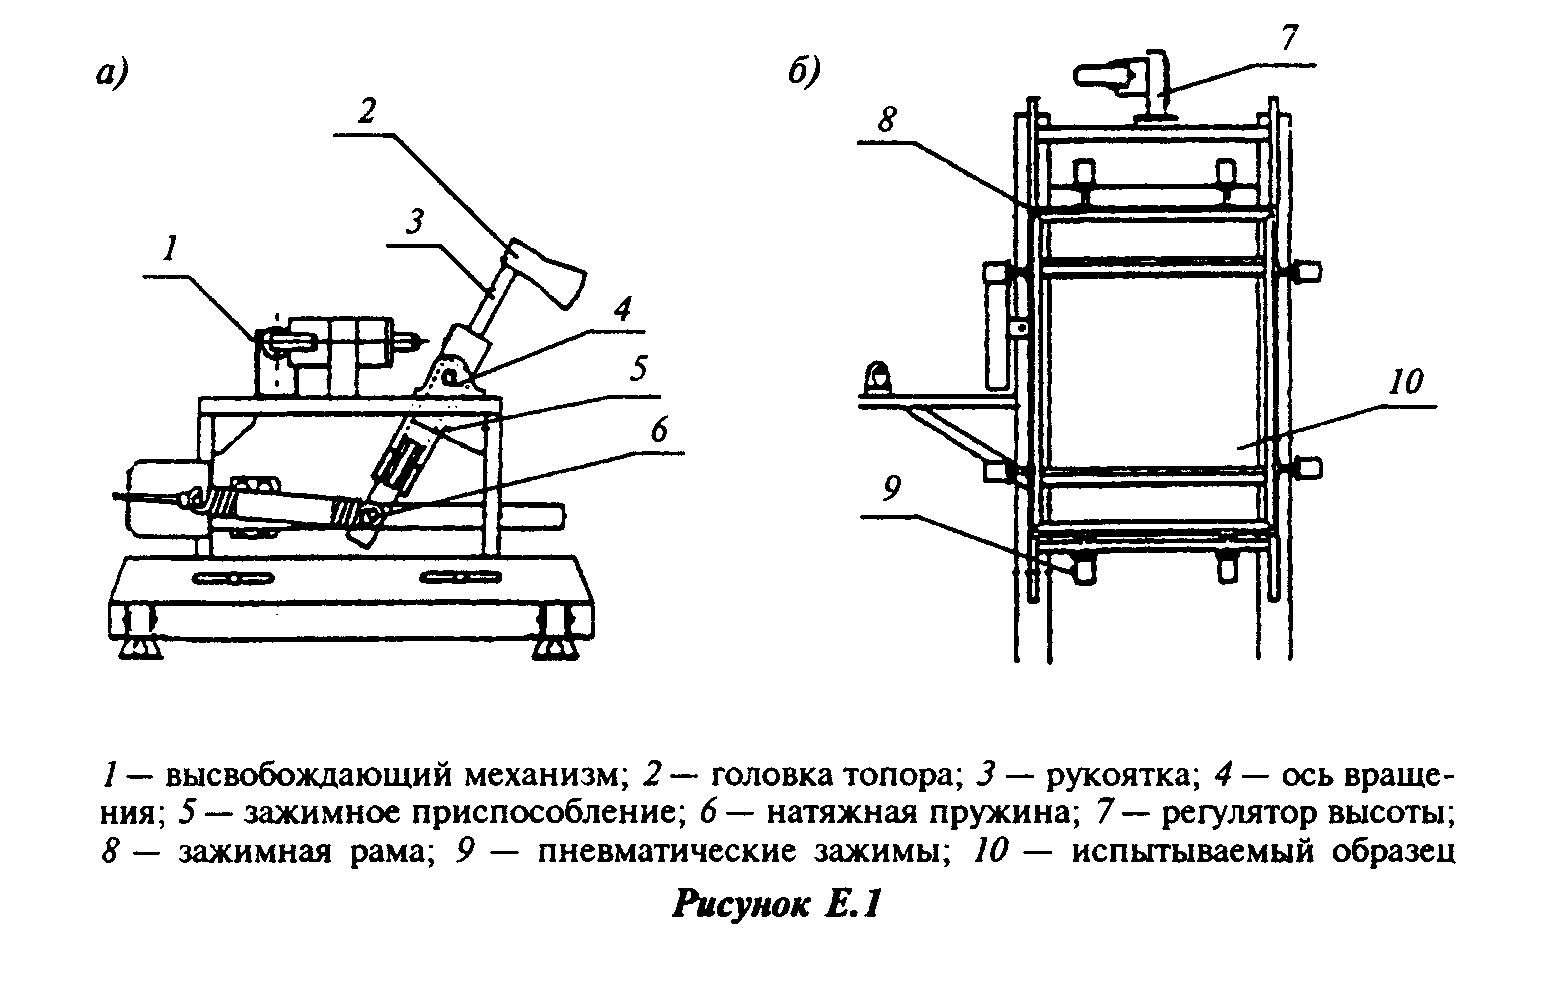 а)
б)
1
2
3
4
5
6
7
8
9
10
1 — высвобождающий механизм; 2 — головка топора; 3 — рукоятка; 4 — ось враще-
ния; 5 — зажимное приспособление; 6 — натяжная пружина; 7 — регулятор высоты;
8 — зажимная рама; 9 — пневматические зажимы; 10 — испытываемый образец
Рисунок Е.1